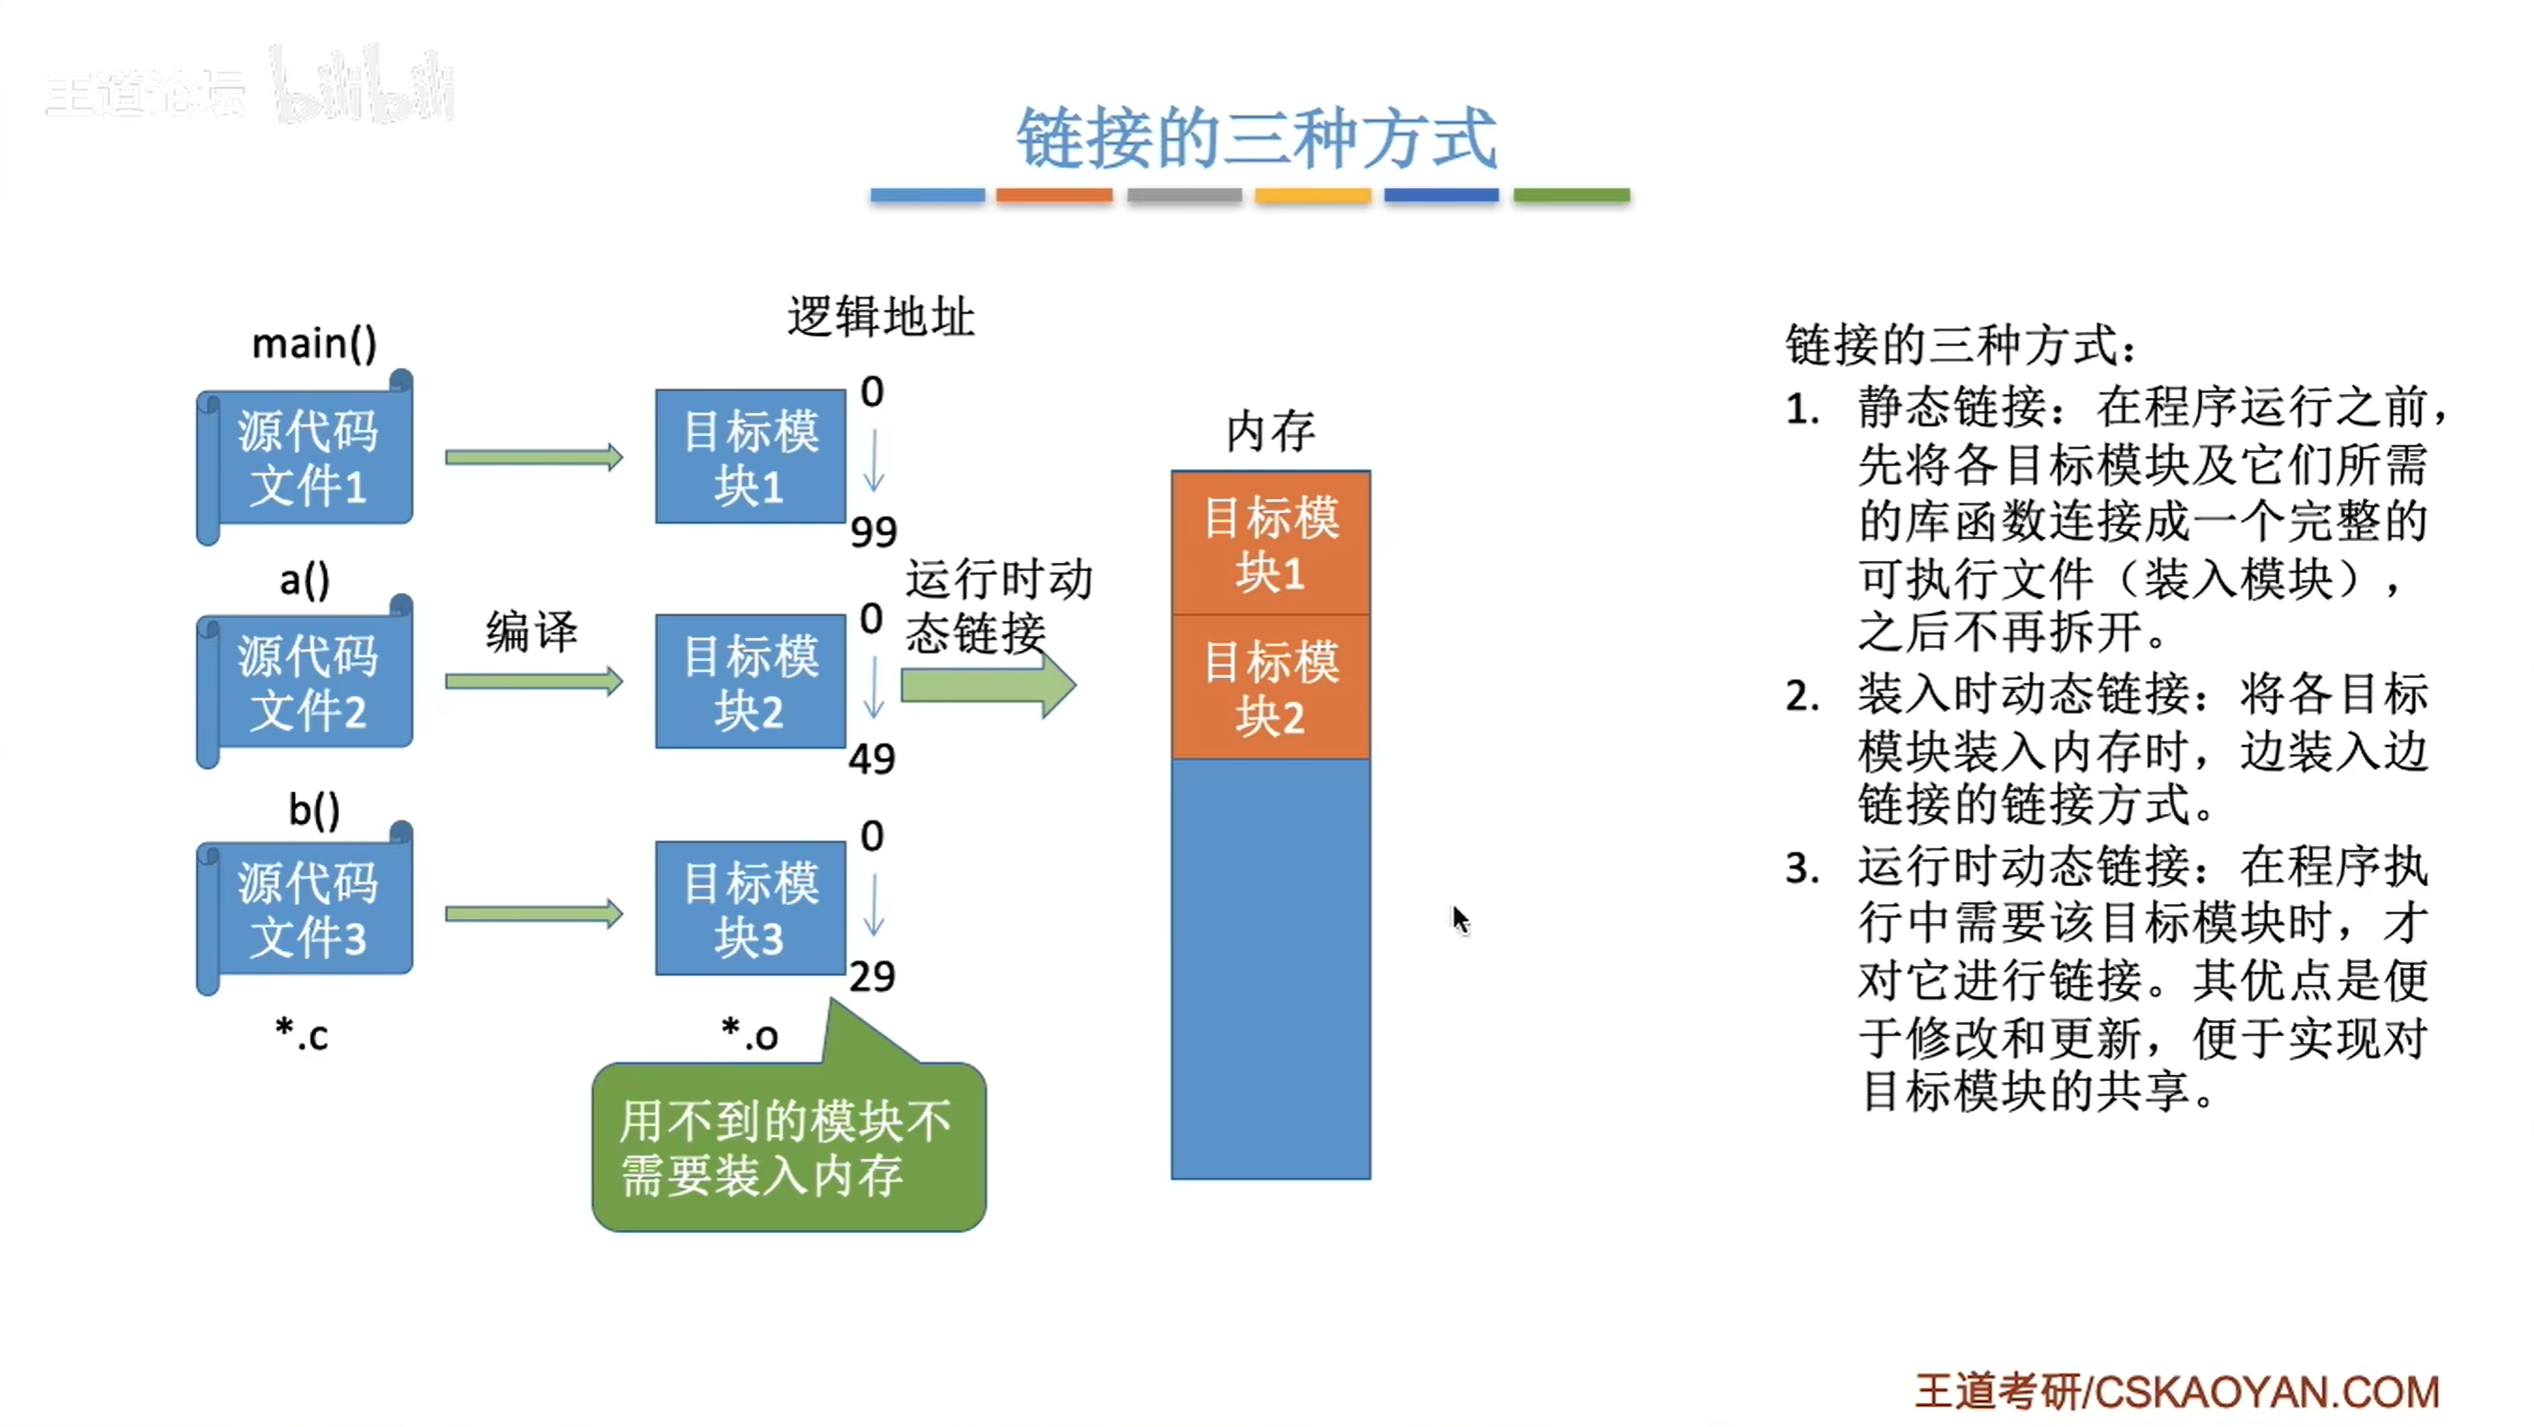 王道论坛 bilibili
链接的三种方式
逻辑地址
main()
源代码
文件1
目标模
块1
0
99
a()
源代码
文件2
编译
目标模
块2
0
49
运行时动
态链接
b()
源代码
文件3
目标模
块3
0
29
*.c
*.o
用不到的模块不
需要装入内存
内存
目标模
块1
目标模
块2
链接的三种方式：
1. 静态链接：在程序运行之前，
先将各目标模块及它们所需
的库函数连接成一个完整的
可执行文件（装入模块），
之后不再拆开。
2. 装入时动态链接：将各目标
模块装入内存时，边装入边
链接的链接方式。
3. 运行时动态链接：在程序执
行中需要该目标模块时，才
对它进行链接。其优点是便
于修改和更新，便于实现对
目标模块的共享。
王道考研/CSKAOYAN.COM